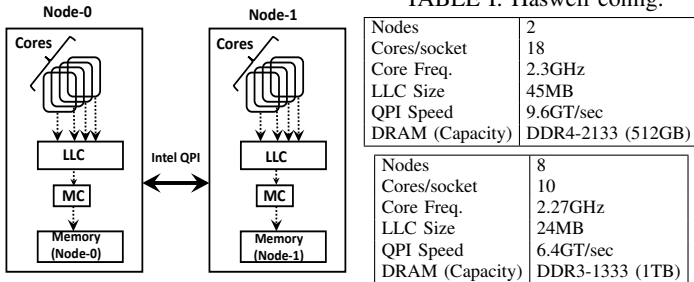 TABLE I: Haswell config.
Node-0
Node-1
Cores
Cores
LLC
LLC
Intel QPI
MC
MC
Memory
(Node-0)
Memory
(Node-1)
Nodes 2
Cores/socket 18
Core Freq. 2.3GHz
LLC Size 45MB
QPI Speed 9.6GT/sec
DRAM (Capacity) DDR4-2133 (512GB)
Nodes 8
Cores/socket 10
Core Freq. 2.27GHz
LLC Size 24MB
QPI Speed 6.4GT/sec
DRAM (Capacity) DDR3-1333 (1TB)